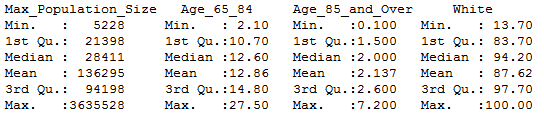 Max_Population_Size Age_65_84 Age_85_and_Over White
Min. : 5228 Min. : 2.10 Min. :0.100 Min. : 13.70
1st Qu.: 21398 1st Qu.:10.70 1st Qu.:1.500 1st Qu.: 83.70
Median : 28411 Median :12.60 Median :2.000 Median : 94.20
Mean : 136295 Mean :12.86 Mean :2.137 Mean : 87.62
3rd Qu.: 94198 3rd Qu.:14.80 3rd Qu.:2.600 3rd Qu.: 97.70
Max. :3635528 Max. :27.50 Max. :7.200 Max. :100.00